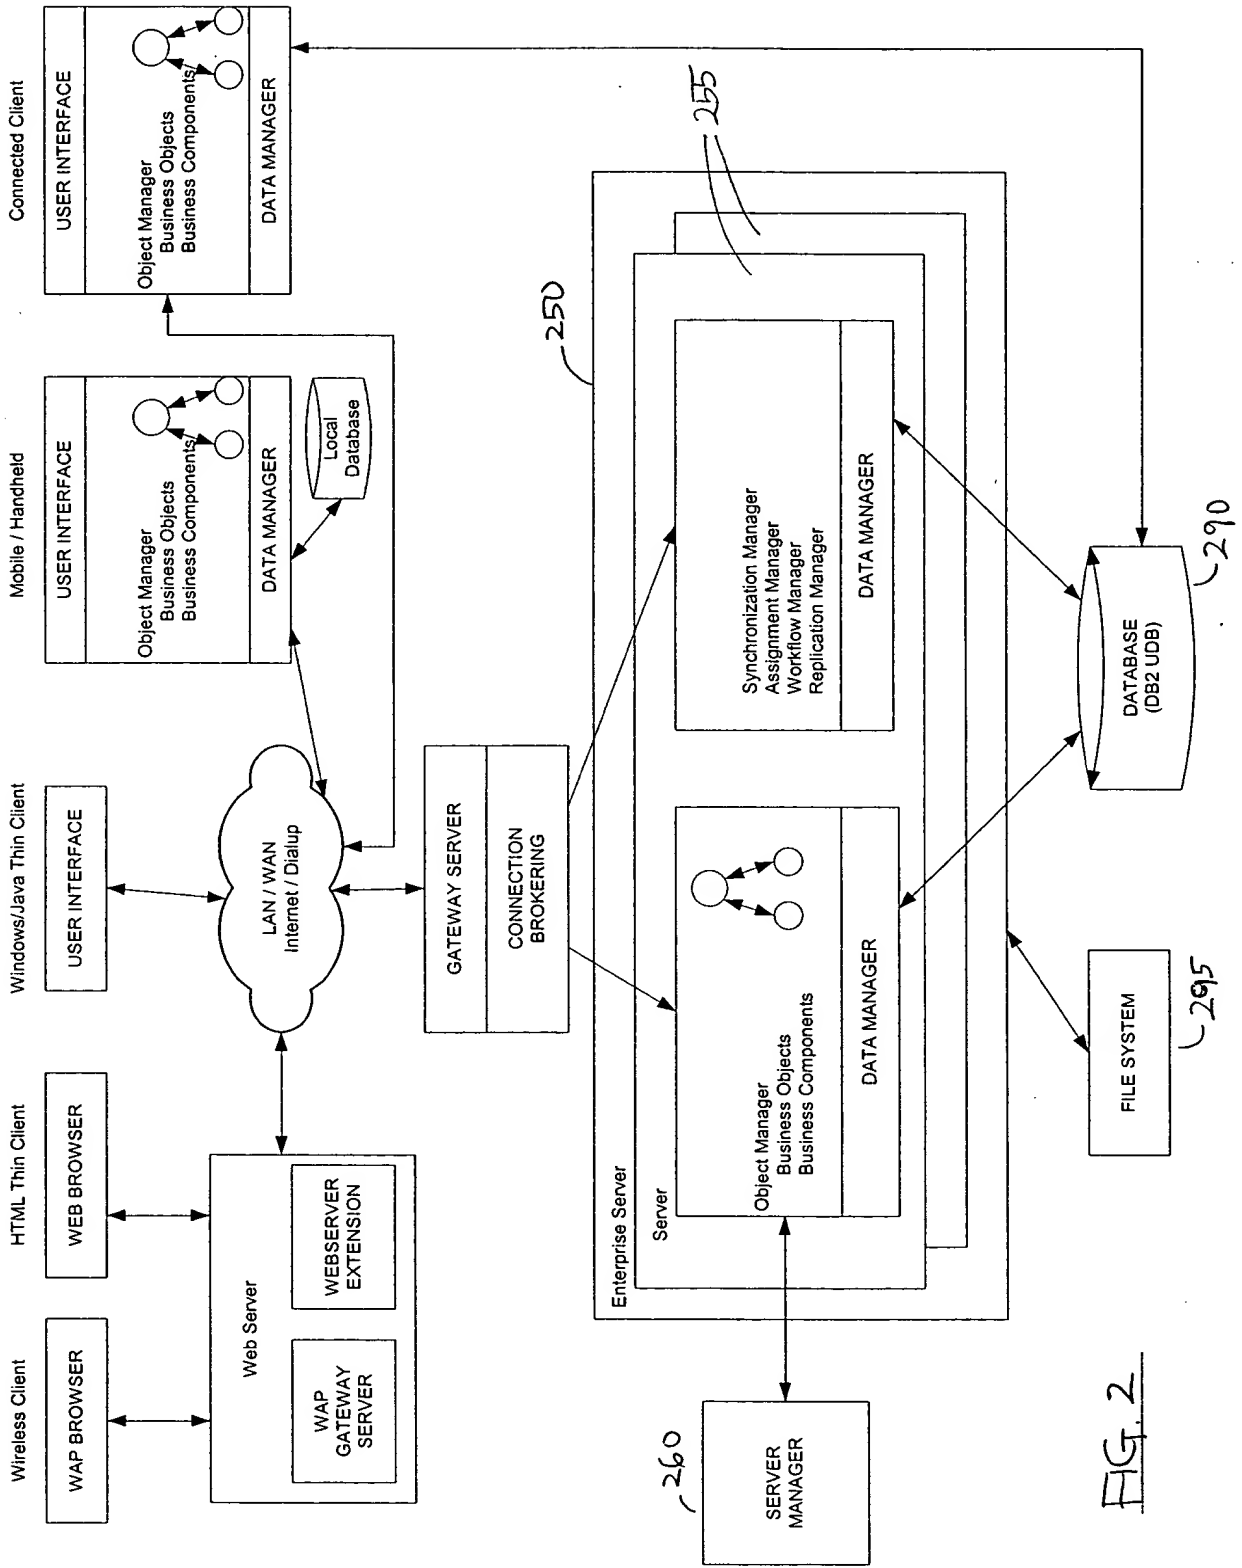 Wireless Client
HTML Thin Client
Windows/Java Thin Client
Mobile / Handheld
Connected Client
WAP BROWSER
WEB BROWSER
USER INTERFACE
USER INTERFACE
Object Manager
Business Objects
Business Components
DATA MANAGER
USER INTERFACE
Object Manager
Business Objects
Business Components
DATA MANAGER
Local
Database
Web Server
WAP
GATEWAY
SERVER
WEBSERVER
EXTENSION
LAN / WAN
Internet / Dialup
GATEWAY SERVER
CONNECTION
BROKERING
250
255
Enterprise Server
Server
Object Manager
Business Objects
Business Components
DATA MANAGER
Synchronization Manager
Assignment Manager
Workflow Manager
Replication Manager
DATA MANAGER
260
SERVER
MANAGER
FILE SYSTEM
295
DATABASE
(DB2 UDB)
290
FIG. 2